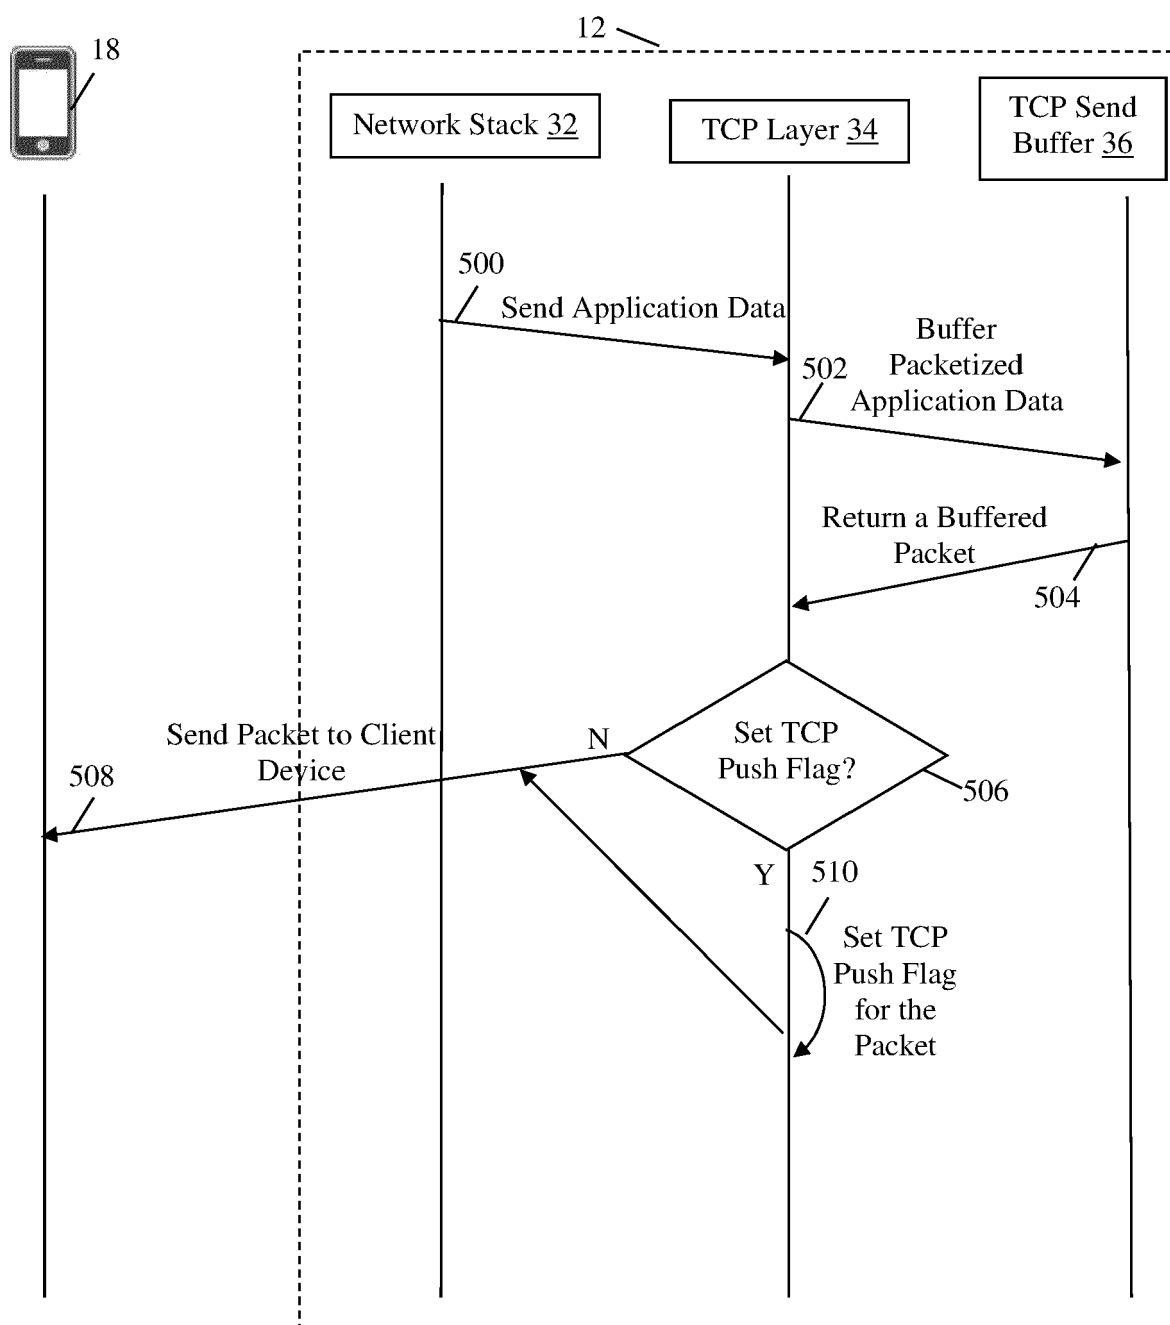 12
18
Network Stack 32
TCP Layer 34
TCP Send
Buffer 36
500
Send Application Data
Buffer
Packetized
Application Data
502
Return a Buffered
Packet
504
Set TCP
Push Flag?
N
506
Send Packet to Client
Device
508
Y
510
Set TCP
Push Flag
for the
Packet